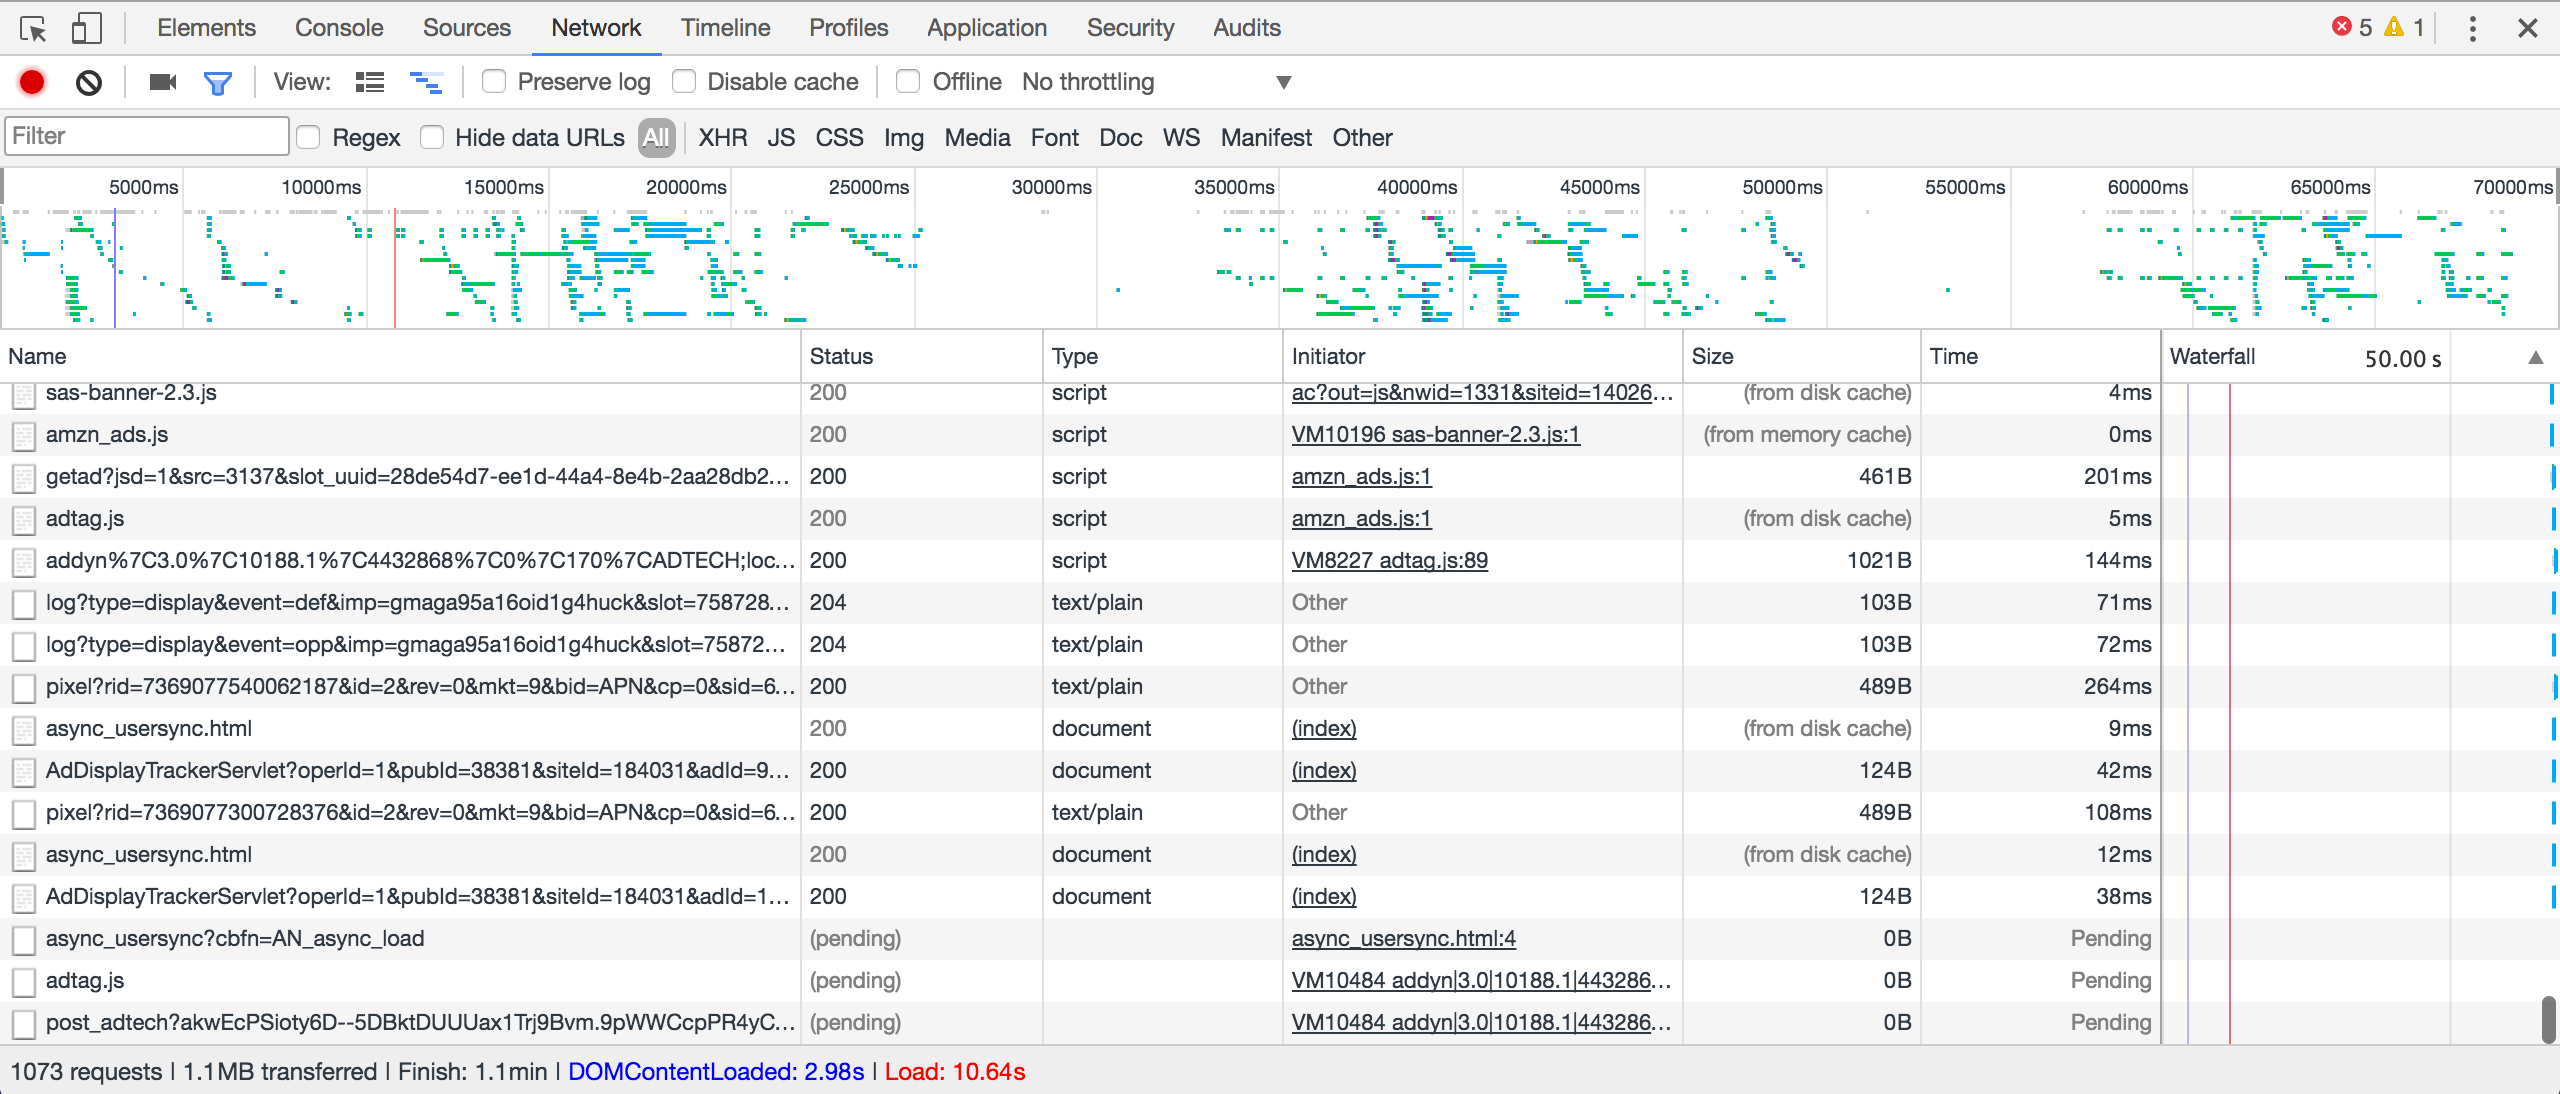 Elements Console Sources Network Timeline Profiles Application Security Audits 5 1
View: Preserve log Disable cache Offline No throttling
Filter Regex Hide data URLs All XHR JS CSS Img Media Font Doc WS Manifest Other
5000ms 10000ms 15000ms 20000ms 25000ms 30000ms 35000ms 40000ms 45000ms 50000ms 55000ms 60000ms 65000ms 70000ms
Name Status Type Initiator Size Time Waterfall 50.00 s
sas-banner-2.3.js 200 script ac?out=js&nwid=1331&siteid=14026... (from disk cache) 4ms
amzn_ads.js 200 script VM10196 sas-banner-2.3.js:1 (from memory cache) 0ms
getad?jsd=1&src=3137&slot_uuid=28de54d7-ee1d-44a4-8e4b-2aa28db2... 200 script amzn_ads.js:1 461B 201ms
adtag.js 200 script amzn_ads.js:1 (from disk cache) 5ms
addyn%7C3.0%7C10188.1%7C4432868%7C0%7C170%7CADTECH;loc... 200 script VM8227 adtag.js:89 1021B 144ms
log?type=display&event=def&imp=gmaga95a16oid1g4huck&slot=758728... 204 text/plain Other 103B 71ms
log?type=display&event=opp&imp=gmaga95a16oid1g4huck&slot=75872... 204 text/plain Other 103B 72ms
pixel?rid=7369077540062187&id=2&rev=0&mkt=9&bid=APN&cp=0&sid=6... 200 text/plain Other 489B 264ms
async_usersync.html 200 document (index) (from disk cache) 9ms
AdDisplayTrackerServlet?operId=1&pubId=38381&siteId=184031&adId=9... 200 document (index) 124B 42ms
pixel?rid=7369077300728376&id=2&rev=0&mkt=9&bid=APN&cp=0&sid=6... 200 text/plain Other 489B 108ms
async_usersync.html 200 document (index) (from disk cache) 12ms
AdDisplayTrackerServlet?operId=1&pubId=38381&siteId=184031&adId=1... 200 document (index) 124B 38ms
async_usersync?cbfn=AN_async_load (pending) async_usersync.html:4 0B Pending
adtag.js (pending) VM10484 addyn|3.0|10188.1|443286... 0B Pending
post_adtech?akwEcPSioty6D--5DBktDUUUax1Trj9Bvm.9pWWCcpPR4yC... (pending) VM10484 addyn|3.0|10188.1|443286... 0B Pending
1073 requests | 1.1MB transferred | Finish: 1.1min | DOMContentLoaded: 2.98s | Load: 10.64s